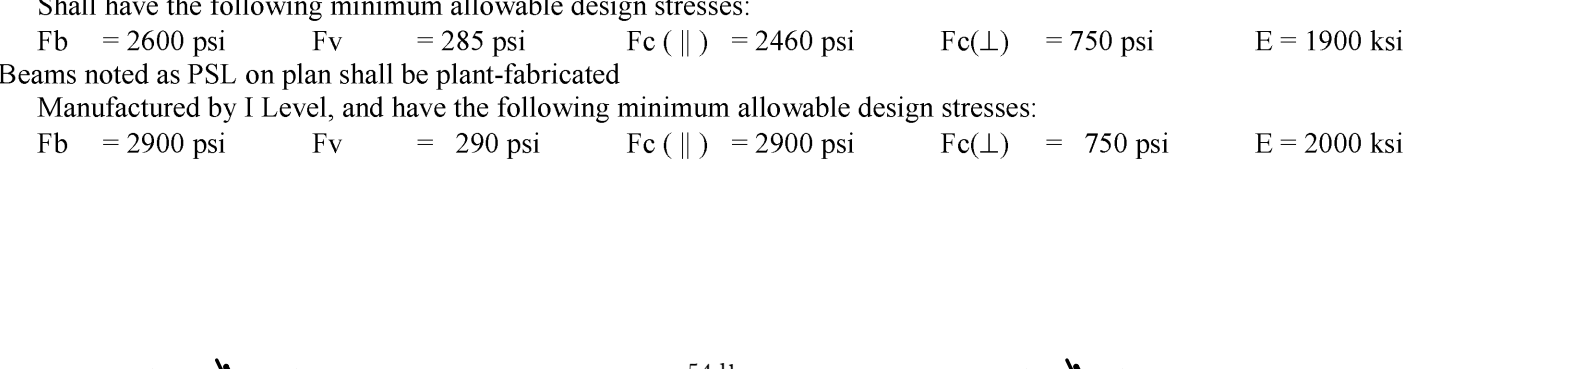 Shall have the following minimum allowable design stresses:
Fb = 2600 psi Fv = 285 psi Fc ( || ) = 2460 psi Fc(⊥) = 750 psi E = 1900 ksi
Beams noted as PSL on plan shall be plant-fabricated
Manufactured by I Level, and have the following minimum allowable design stresses:
Fb = 2900 psi Fv = 290 psi Fc ( || ) = 2900 psi Fc(⊥) = 750 psi E = 2000 ksi